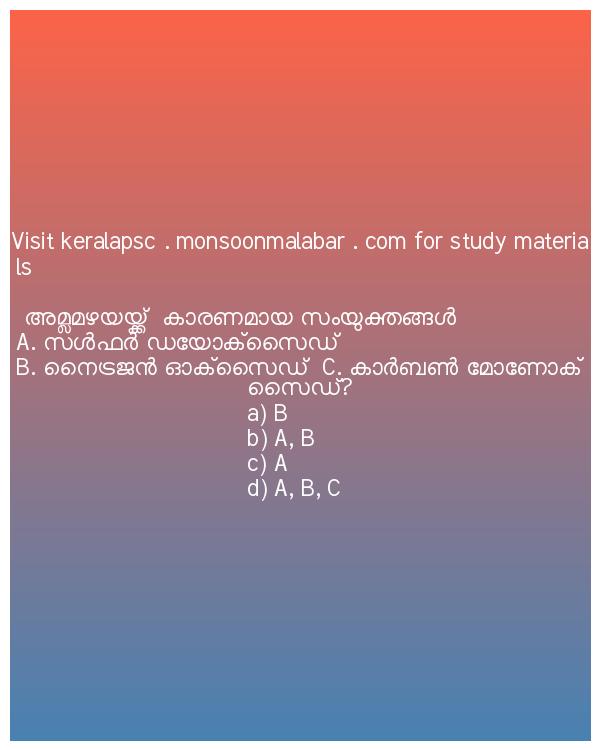 Visit keralapsc . monsoonmalabar . com for study materia
ls
അമ്ലമഴയയ്ക്ക് കാരണമായ സംയുക്തങ്ങൾ
A. സൾഫർ ഡയോക്സൈഡ്
B. നൈട്രജൻ ഓക്സൈഡ് C. കാർബൺ മോണോക്
സൈഡ്?
a) B
b) A, B
c) A
d) A, B, C